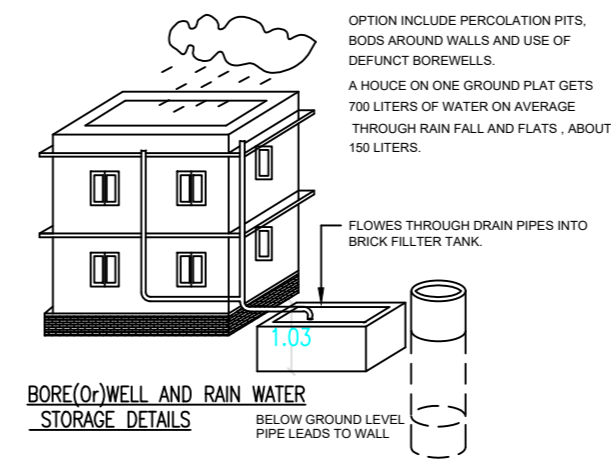 OPTION INCLUDE PERCOLATION PITS,
BODS AROUND WALLS AND USE OF
DEFUNCT BOREWELLS.
A HOUCE ON ONE GROUND PLAT GETS
700 LITERS OF WATER ON AVERAGE
THROUGH RAIN FALL AND FLATS , ABOUT
150 LITERS.
FLOWES THROUGH DRAIN PIPES INTO
BRICK FILLTER TANK.
1.03
BORE(Or)WELL AND RAIN WATER
STORAGE DETAILS
BELOW GROUND LEVEL
PIPE LEADS TO WALL